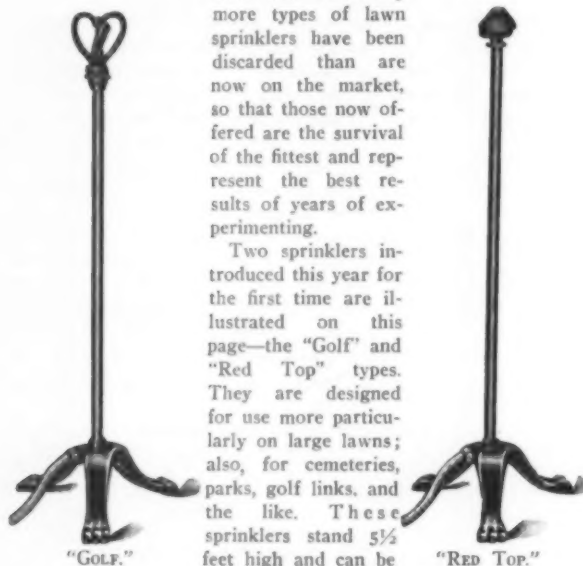 more types of lawn
sprinklers have been
discarded than are
now on the market,
so that those now of-
fered are the survival
of the fittest and rep-
resent the best re-
sults of years of ex-
perimenting.
Two sprinklers in-
troduced this year for
the first time are il-
lustrated on this
page—the "Golf" and
"Red Top" types.
They are designed
for use more particu-
larly on large lawns;
also, for cemeteries,
parks, golf links, and
the like. These
sprinklers stand 5½
feet high and can be
"GOLF."
"RED TOP."